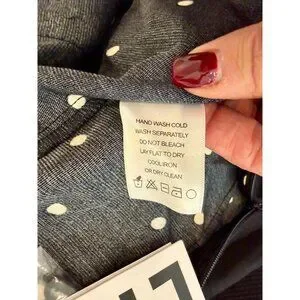 HAND WASH COLD
WASH SEPARATELY
DO NOT BLEACH
LAY FLAT TO DRY
COOL IRON
OR DRY CLEAN